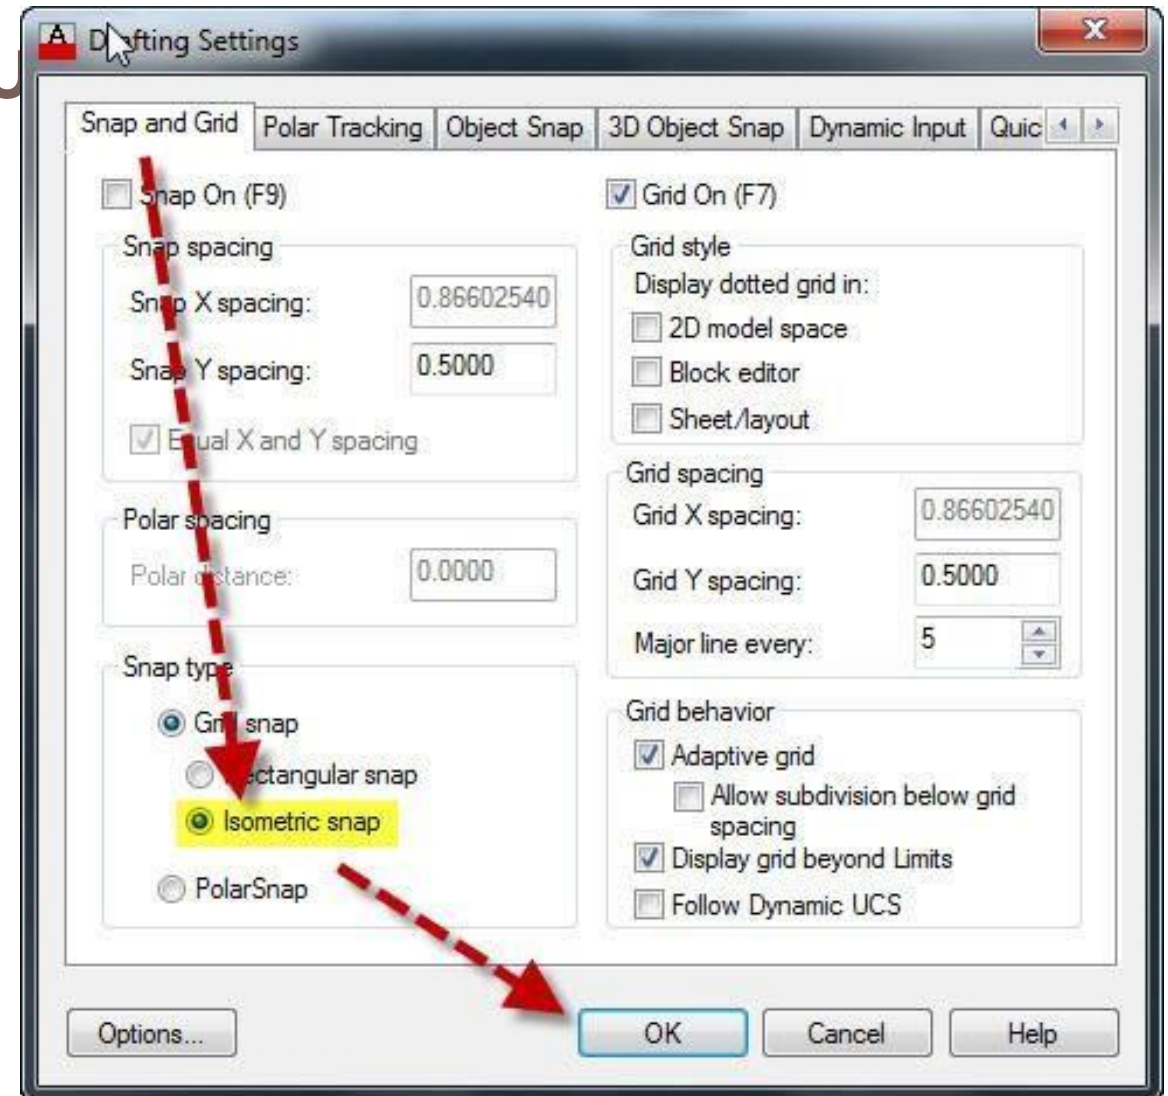 Drafting Settings
Snap and Grid
Polar Tracking
Object Snap
3D Object Snap
Dynamic Input
Quic
Snap On (F9)
Snap spacing
Snap X spacing:
0.86602540
Snap Y spacing:
0.5000
Equal X and Y spacing
Polar spacing
Polar distance:
0.0000
Snap type
Grid snap
Rectangular snap
Isometric snap
PolarSnap
Grid On (F7)
Grid style
Display dotted grid in:
2D model space
Block editor
Sheet/layout
Grid spacing
Grid X spacing:
0.86602540
Grid Y spacing:
0.5000
Major line every:
5
Grid behavior
Adaptive grid
Allow subdivision below grid
spacing
Display grid beyond Limits
Follow Dynamic UCS
Options...
OK
Cancel
Help